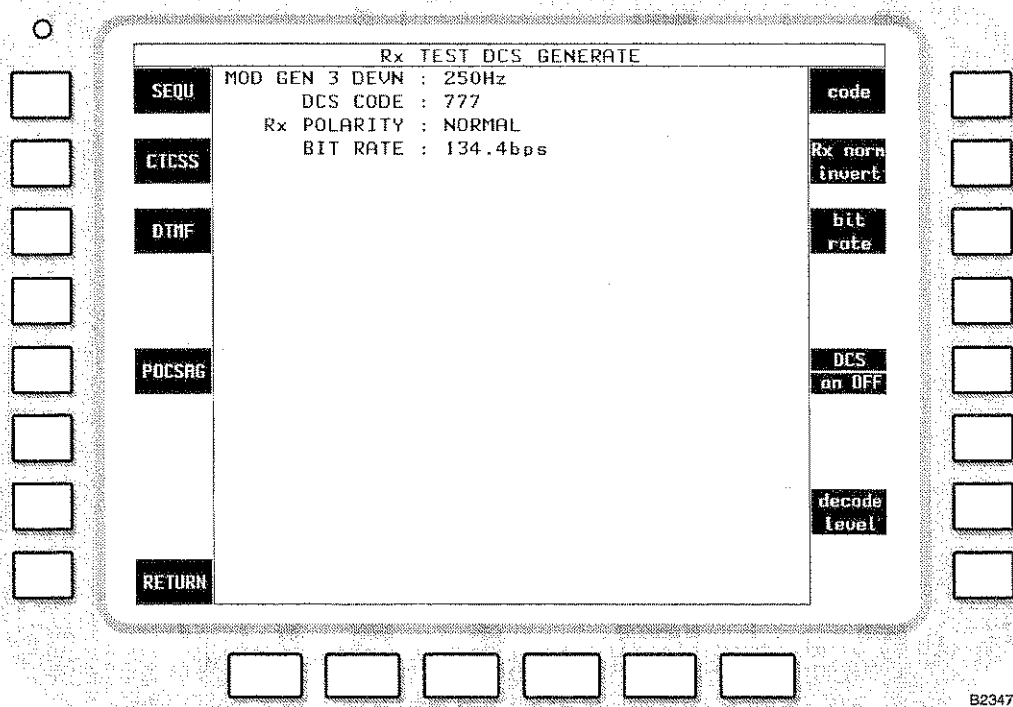 Rx TEST DCS GENERATE
MOD GEN 3 DEVN : 250Hz
DCS CODE : 777
Rx POLARITY : NORMAL
BIT RATE : 134.4bps
SEQU
CTCSS
DTMF
POCSAG
RETURN
code
Rx norm
invert
bit
rate
DCS
on OFF
decode
level
B2347